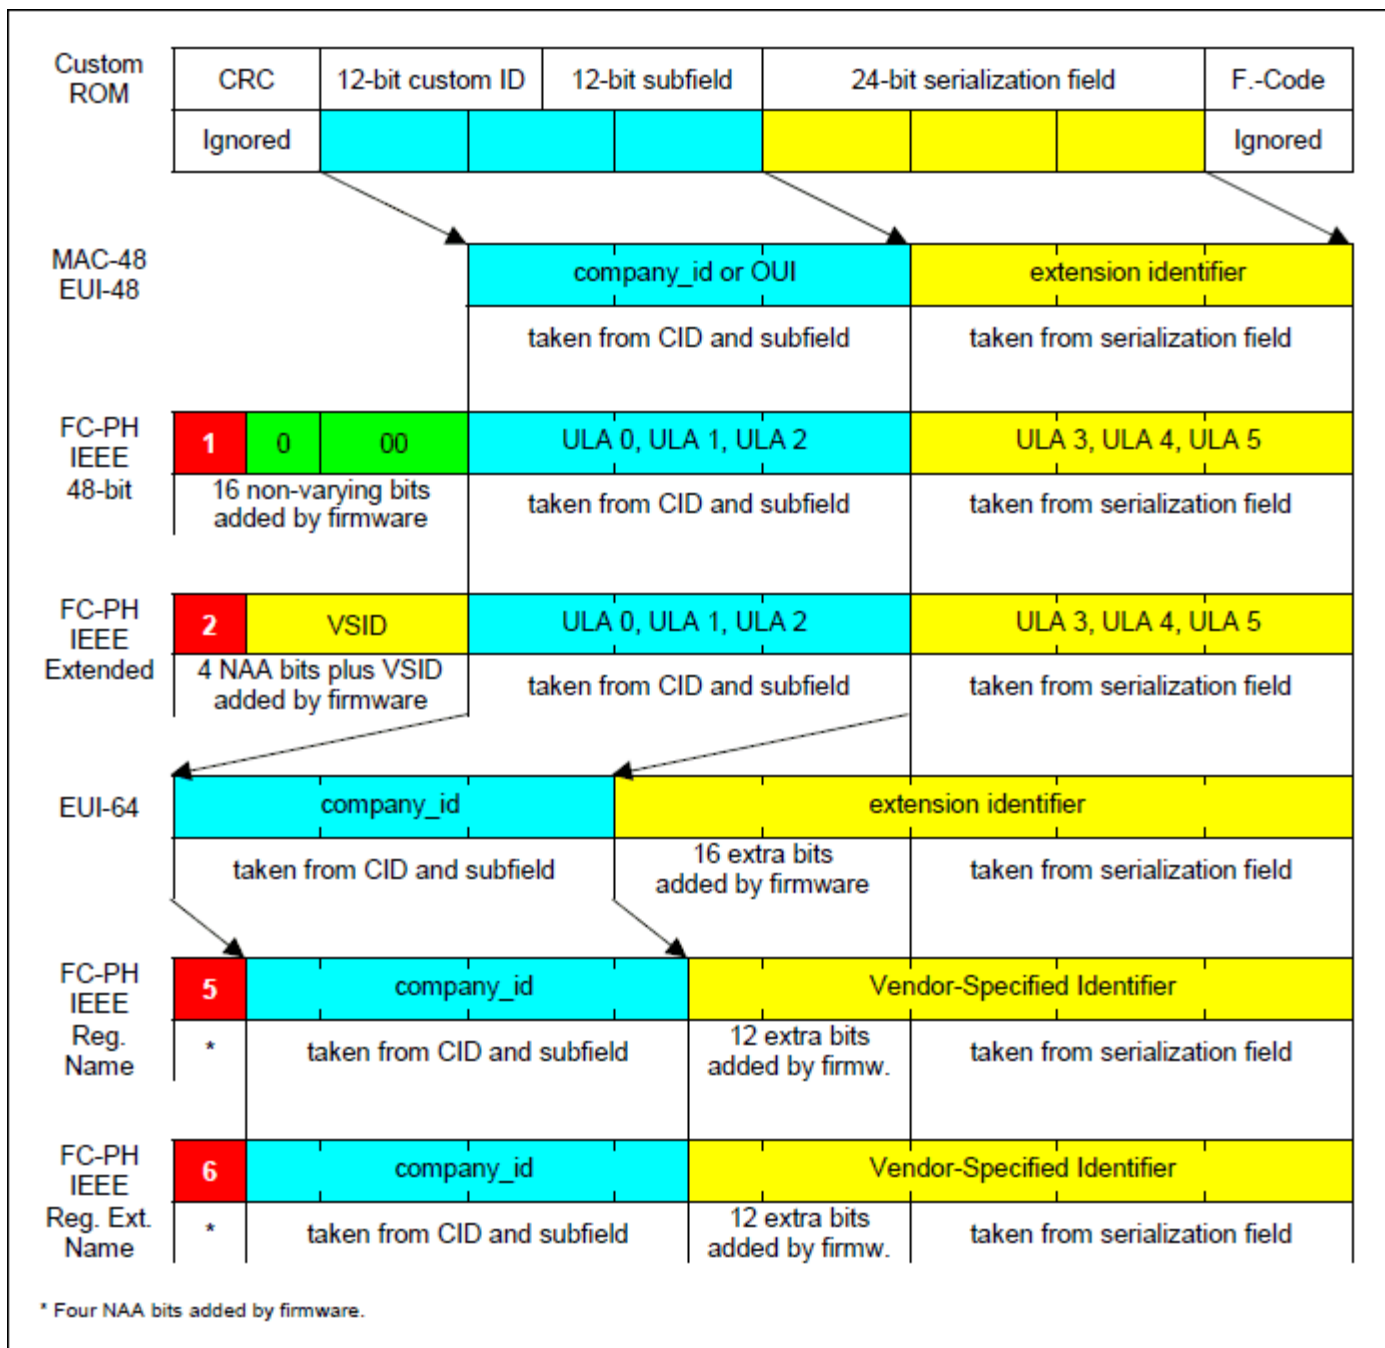 Custom
ROM
CRC
12-bit custom ID
12-bit subfield
24-bit serialization field
F.-Code
Ignored
Ignored
MAC-48
EUI-48
company_id or OUI
extension identifier
taken from CID and subfield
taken from serialization field
FC-PH
IEEE
48-bit
1
0
00
ULA 0, ULA 1, ULA 2
ULA 3, ULA 4, ULA 5
16 non-varying bits
added by firmware
taken from CID and subfield
taken from serialization field
FC-PH
IEEE
Extended
2
VSID
ULA 0, ULA 1, ULA 2
ULA 3, ULA 4, ULA 5
4 NAA bits plus VSID
added by firmware
taken from CID and subfield
taken from serialization field
EUI-64
company_id
extension identifier
taken from CID and subfield
16 extra bits
added by firmware
taken from serialization field
FC-PH
IEEE
Reg.
Name
5
company_id
Vendor-Specified Identifier
*
taken from CID and subfield
12 extra bits
added by firmw.
taken from serialization field
FC-PH
IEEE
Reg. Ext.
Name
6
company_id
Vendor-Specified Identifier
*
taken from CID and subfield
12 extra bits
added by firmw.
taken from serialization field
* Four NAA bits added by firmware.